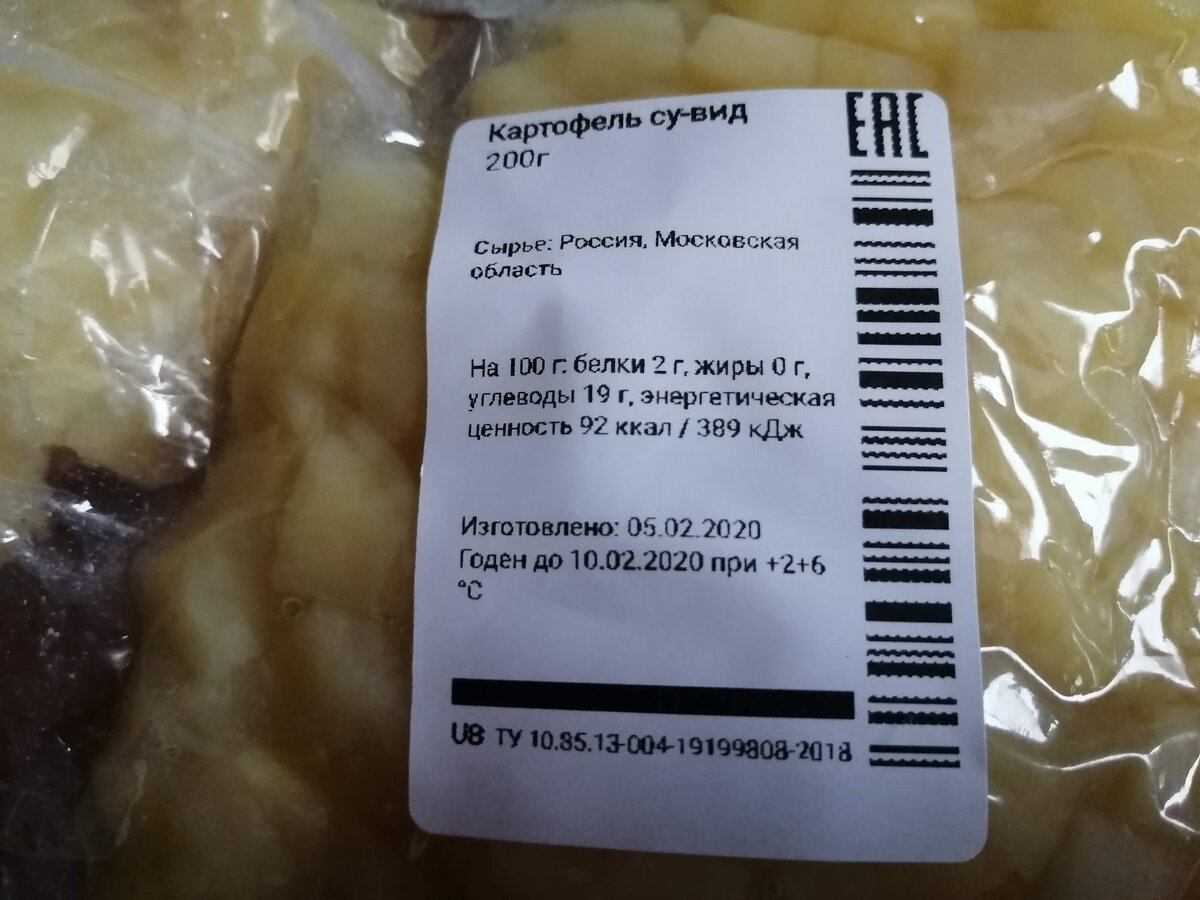 Картофель су-вид
200г
EAC
Сырье: Россия, Московская
область
На 100 г: белки 2 г, жиры 0 г,
углеводы 19 г, энергетическая
ценность 92 ккал / 389 кДж
Изготовлено: 05.02.2020
Годен до 10.02.2020 при +2+6
°C
U8 ТУ 10.85.13-004-19199808-2018